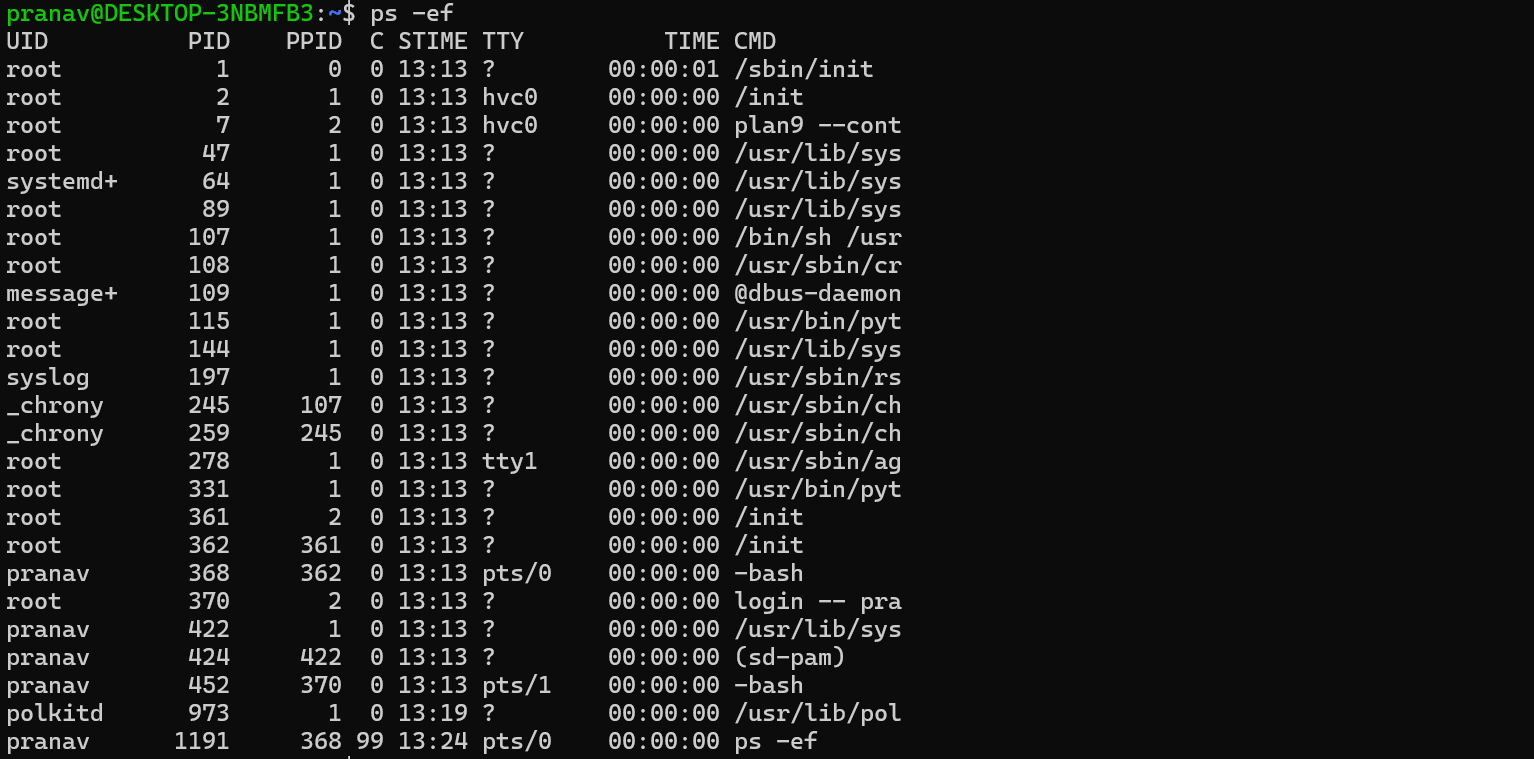 pranav@DESKTOP-3NBMFB3:~$ ps -ef
UID          PID    PPID  C STIME TTY          TIME CMD
root           1       0  0 13:13 ?        00:00:01 /sbin/init
root           2       1  0 13:13 hvc0     00:00:00 /init
root           7       2  0 13:13 hvc0     00:00:00 plan9 --cont
root          47       1  0 13:13 ?        00:00:00 /usr/lib/sys
systemd+      64       1  0 13:13 ?        00:00:00 /usr/lib/sys
root          89       1  0 13:13 ?        00:00:00 /usr/lib/sys
root         107       1  0 13:13 ?        00:00:00 /bin/sh /usr
root         108       1  0 13:13 ?        00:00:00 /usr/sbin/cr
message+     109       1  0 13:13 ?        00:00:00 @dbus-daemon
root         115       1  0 13:13 ?        00:00:00 /usr/bin/pyt
root         144       1  0 13:13 ?        00:00:00 /usr/lib/sys
syslog       197       1  0 13:13 ?        00:00:00 /usr/sbin/rs
_chrony      245     107  0 13:13 ?        00:00:00 /usr/sbin/ch
_chrony      259     245  0 13:13 ?        00:00:00 /usr/sbin/ch
root         278       1  0 13:13 tty1     00:00:00 /usr/sbin/ag
root         331       1  0 13:13 ?        00:00:00 /usr/bin/pyt
root         361       2  0 13:13 ?        00:00:00 /init
root         362     361  0 13:13 ?        00:00:00 /init
pranav       368     362  0 13:13 pts/0    00:00:00 -bash
root         370       2  0 13:13 ?        00:00:00 login -- pra
pranav       422       1  0 13:13 ?        00:00:00 /usr/lib/sys
pranav       424     422  0 13:13 ?        00:00:00 (sd-pam)
pranav       452     370  0 13:13 pts/1    00:00:00 -bash
polkitd      973       1  0 13:19 ?        00:00:00 /usr/lib/pol
pranav      1191     368 99 13:24 pts/0    00:00:00 ps -ef